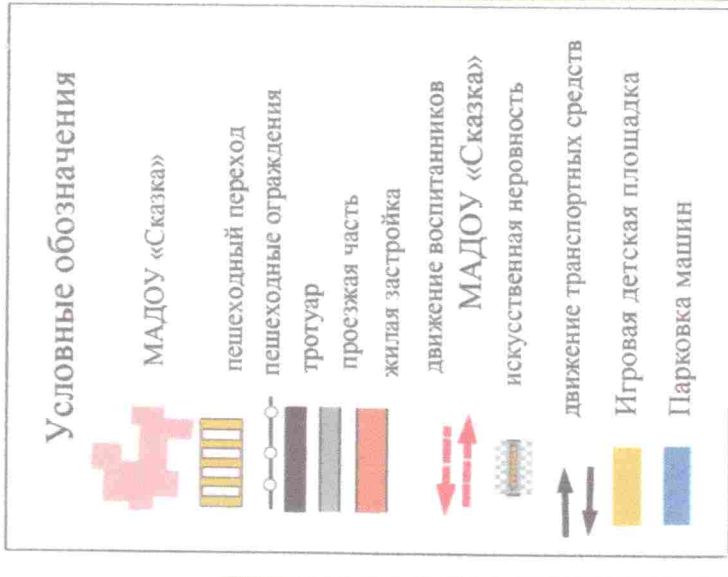 Условные обозначения
МАДОУ «Сказка»
пешеходный переход
пешеходные ограждения
тротуар
проезжая часть
жилая застройка
движение воспитанников
МАДОУ «Сказка»
искусственная неровность
движение транспортных средств
Игровая детская площадка
Парковка машин